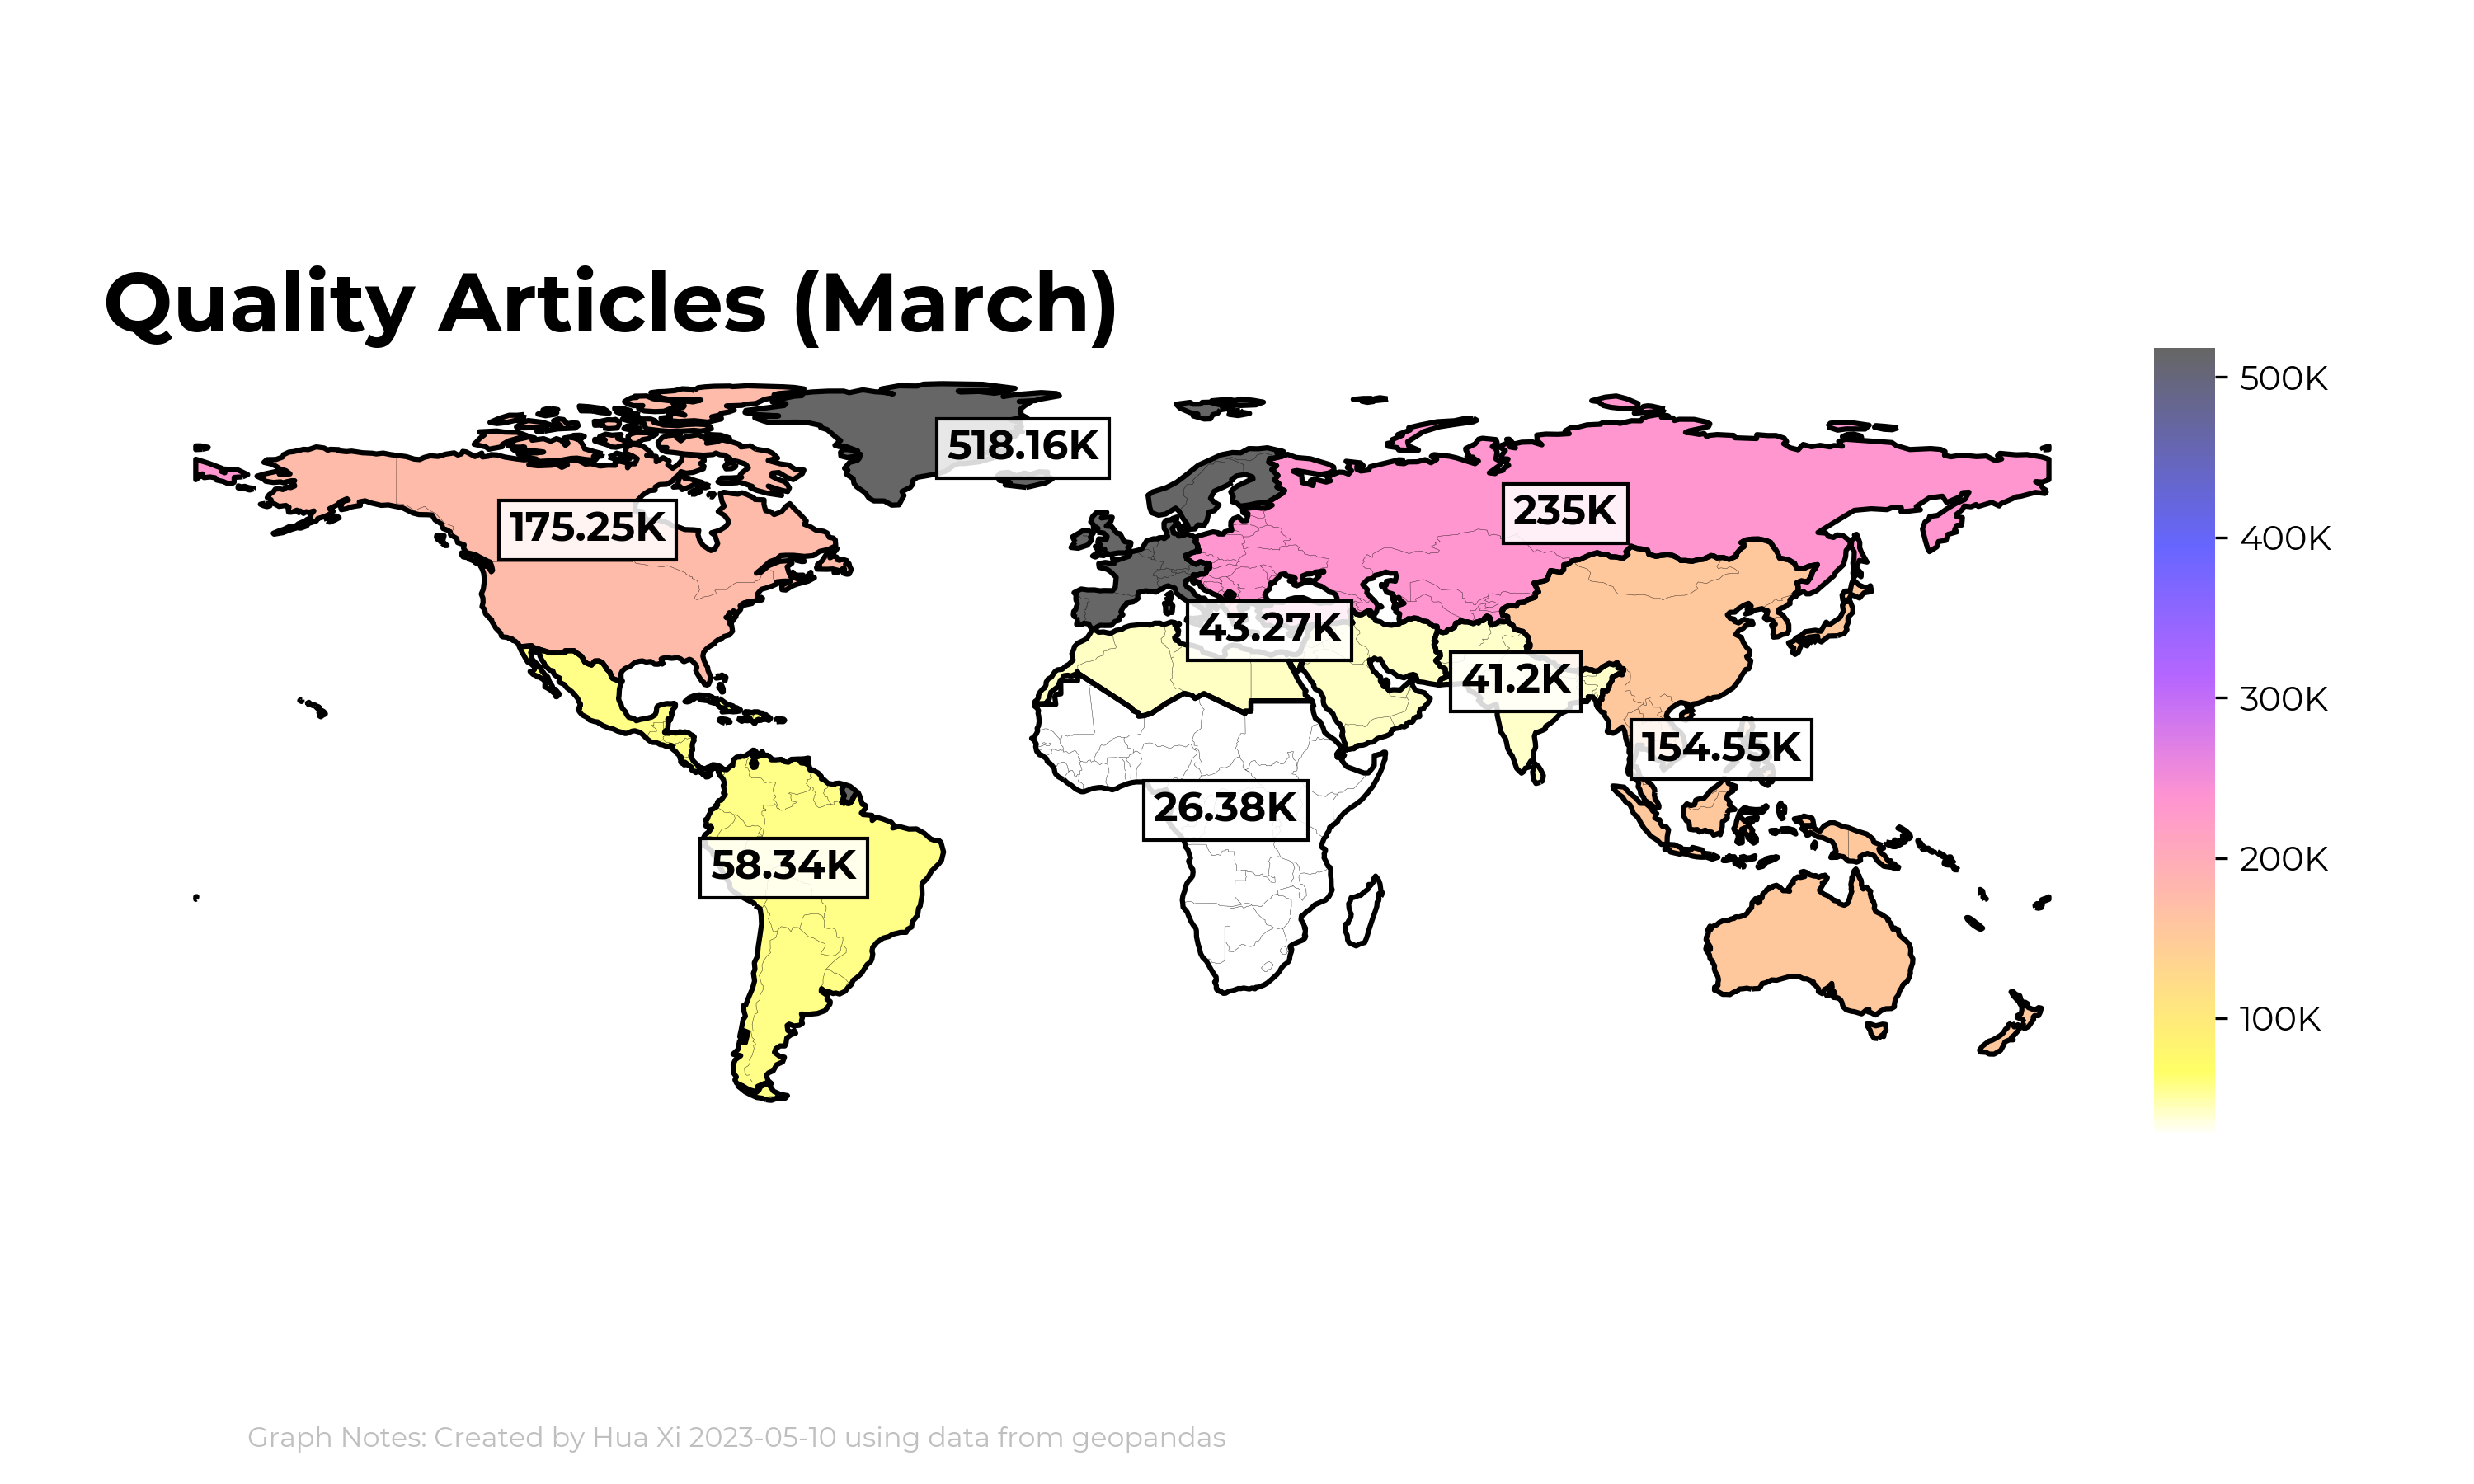 Quality Articles (March)
500K
518.16K
235K
175.25K
400K
43.27K
41.2K
300K
154.55K
26.38K
58.34K
200K
100K
Graph Notes: Created by Hua Xi 2023-05-10 using data from geopandas